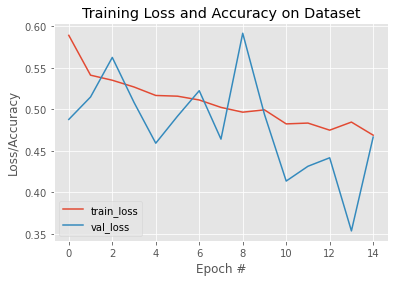 Training Loss and Accuracy on Dataset
0.60
0.55
0.50
0.45
0.40
0.35
Loss/Accuracy
train_loss
val_loss
0 2 4 6 8 10 12 14
Epoch #